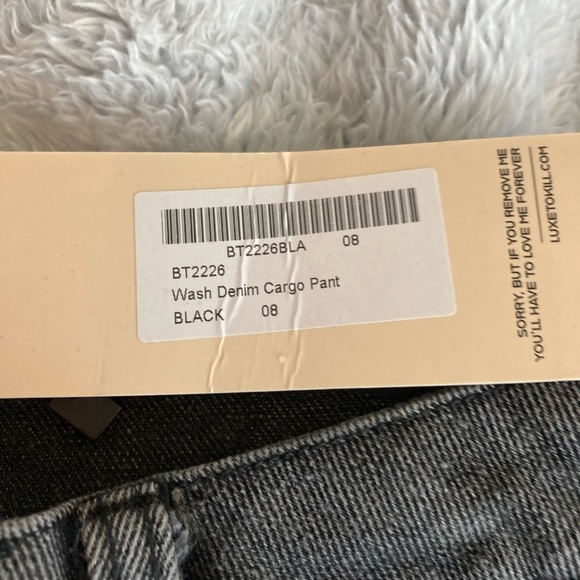 BT2226BLA 08
BT2226
Wash Denim Cargo Pant
BLACK 08
SORRY, BUT IF YOU REMOVE ME
YOU'LL HAVE TO LOVE ME FOREVER
LUXETOKILL.COM